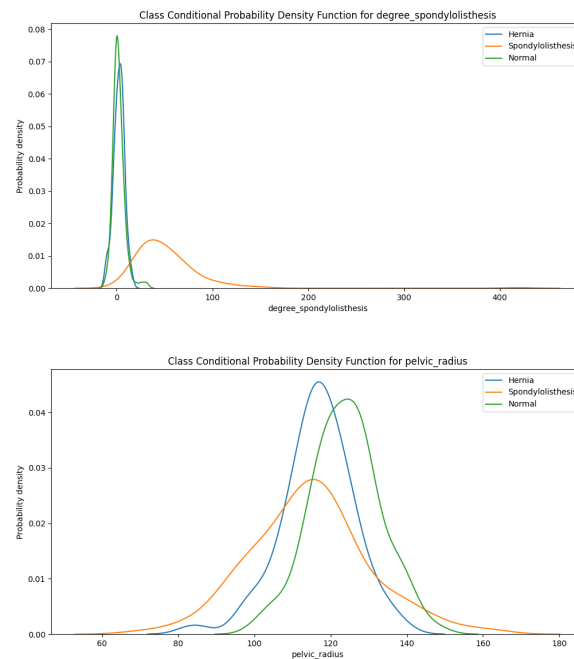 Class Conditional Probability Density Function for degree_spondylolisthesis
0.08
0.07
0.06
0.05
0.04
0.03
0.02
0.01
0.00
Probability density
Hernia
Spondylolisthesis
Normal
0
100
200
300
400
degree_spondylolisthesis
Class Conditional Probability Density Function for pelvic_radius
0.04
0.03
0.02
0.01
0.00
Probability density
Hernia
Spondylolisthesis
Normal
60
80
100
120
140
160
180
pelvic_radius